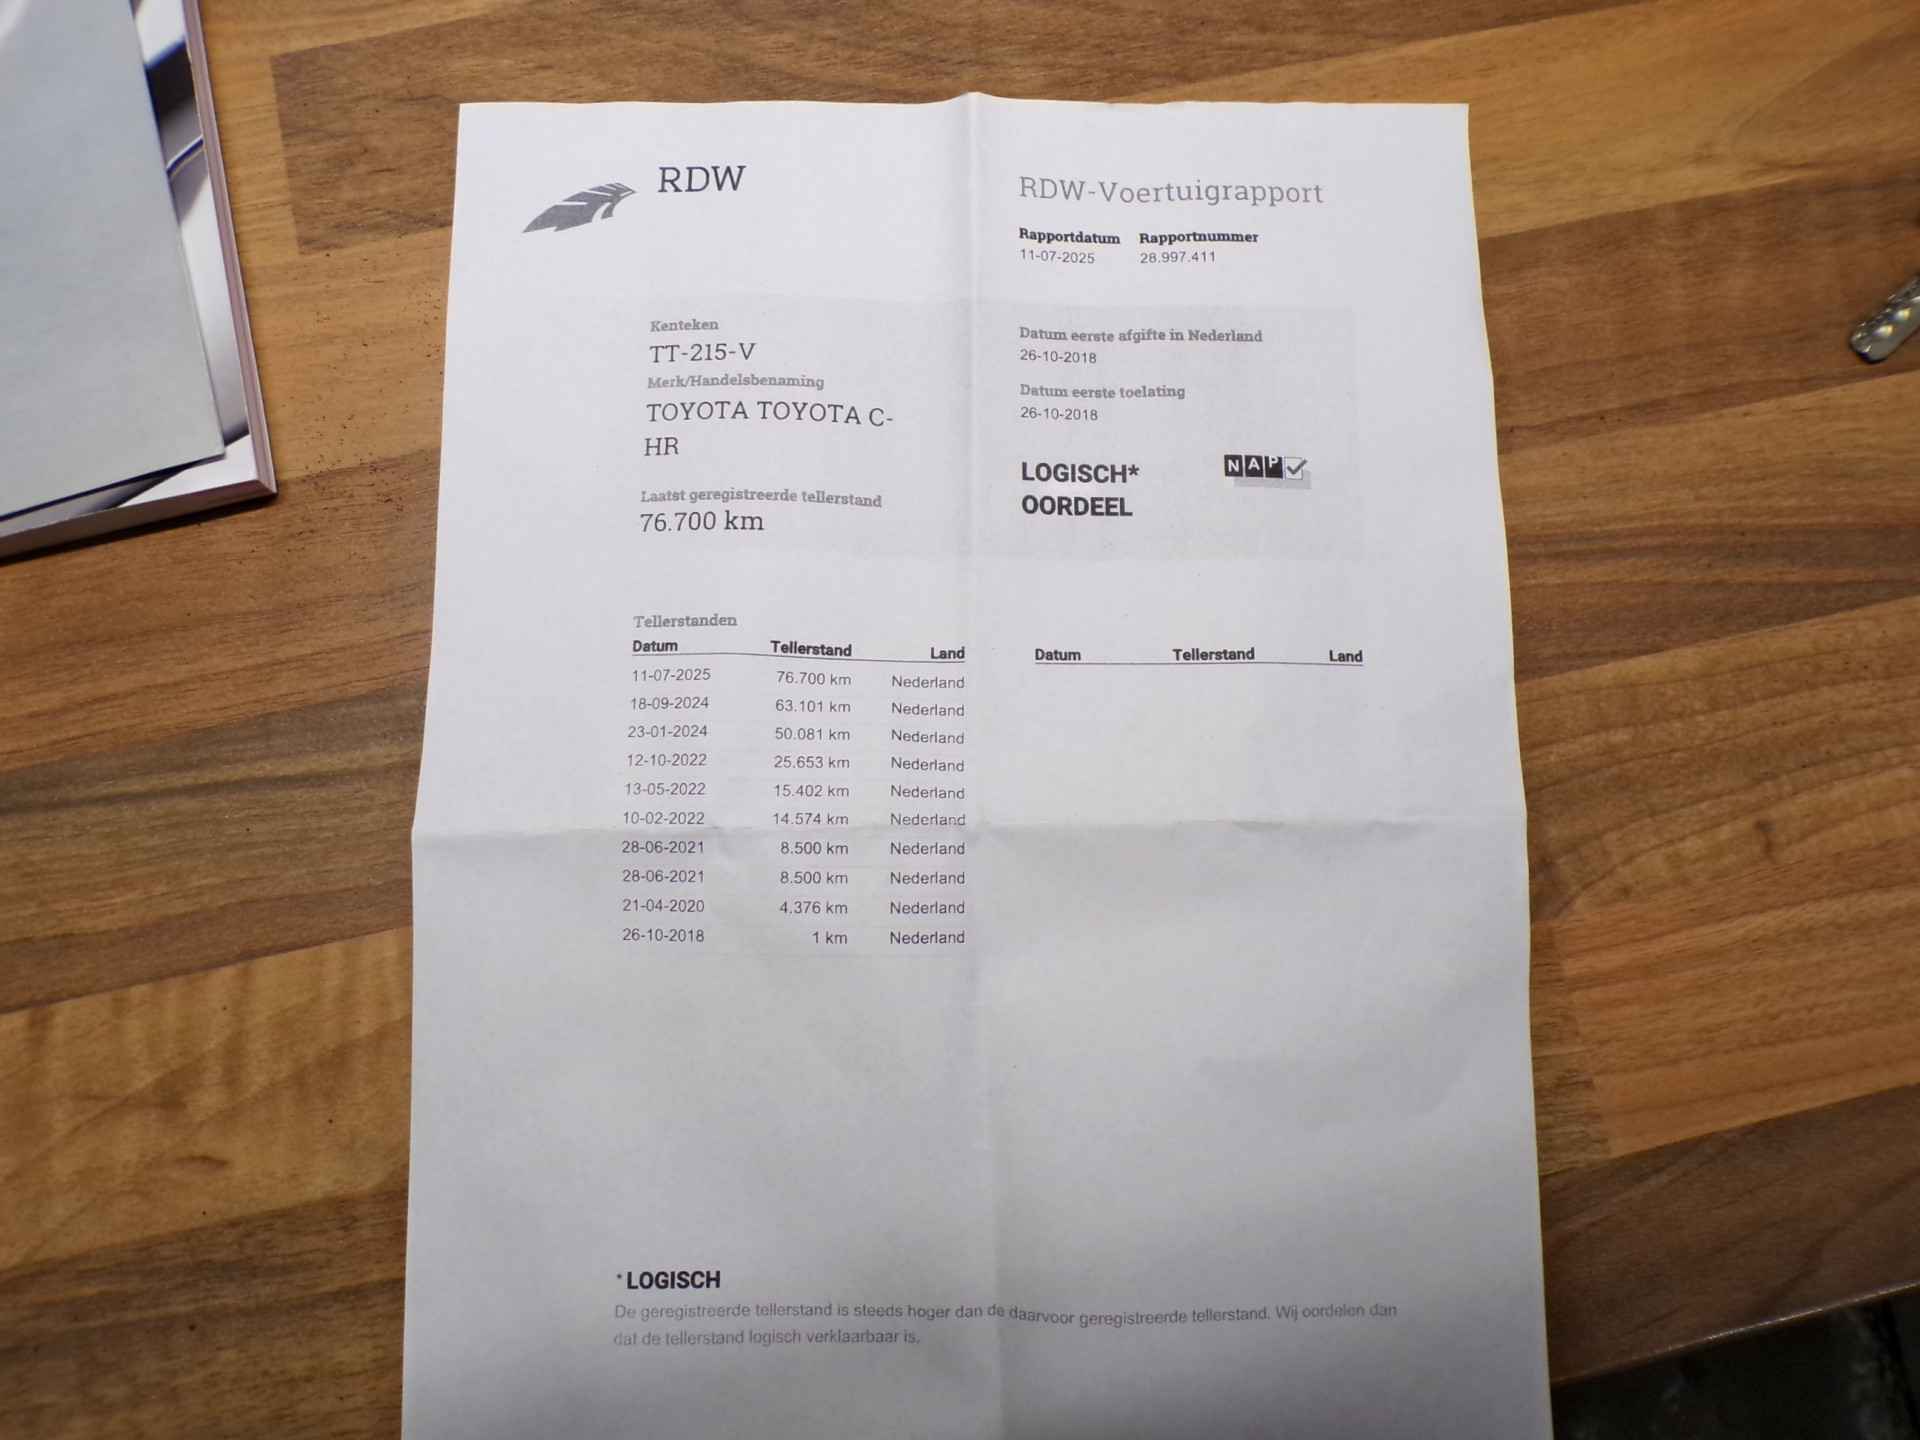 RDW
RDW-Voertuigrapport
Rapportdatum Rapportnummer
11-07-2025 28.997.411
Kenteken
TT-215-V
Merk/Handelsbenaming
TOYOTA TOYOTA C-
HR
Laatst geregistreerde tellerstand
76.700 km
Datum eerste afgifte in Nederland
26-10-2018
Datum eerste toelating
26-10-2018
LOGISCH*
OORDEEL
NAP
Tellerstanden
Datum Tellerstand Land
11-07-2025 76.700 km Nederland
18-09-2024 63.101 km Nederland
23-01-2024 50.081 km Nederland
12-10-2022 25.653 km Nederland
13-05-2022 15.402 km Nederland
10-02-2022 14.574 km Nederland
28-06-2021 8.500 km Nederland
28-06-2021 8.500 km Nederland
21-04-2020 4.376 km Nederland
26-10-2018 1 km Nederland
Datum Tellerstand Land
*LOGISCH
De geregistreerde tellerstand is steeds hoger dan de daarvoor geregistreerde tellerstand. Wij oordelen dan
dat de tellerstand logisch verklaarbaar is.